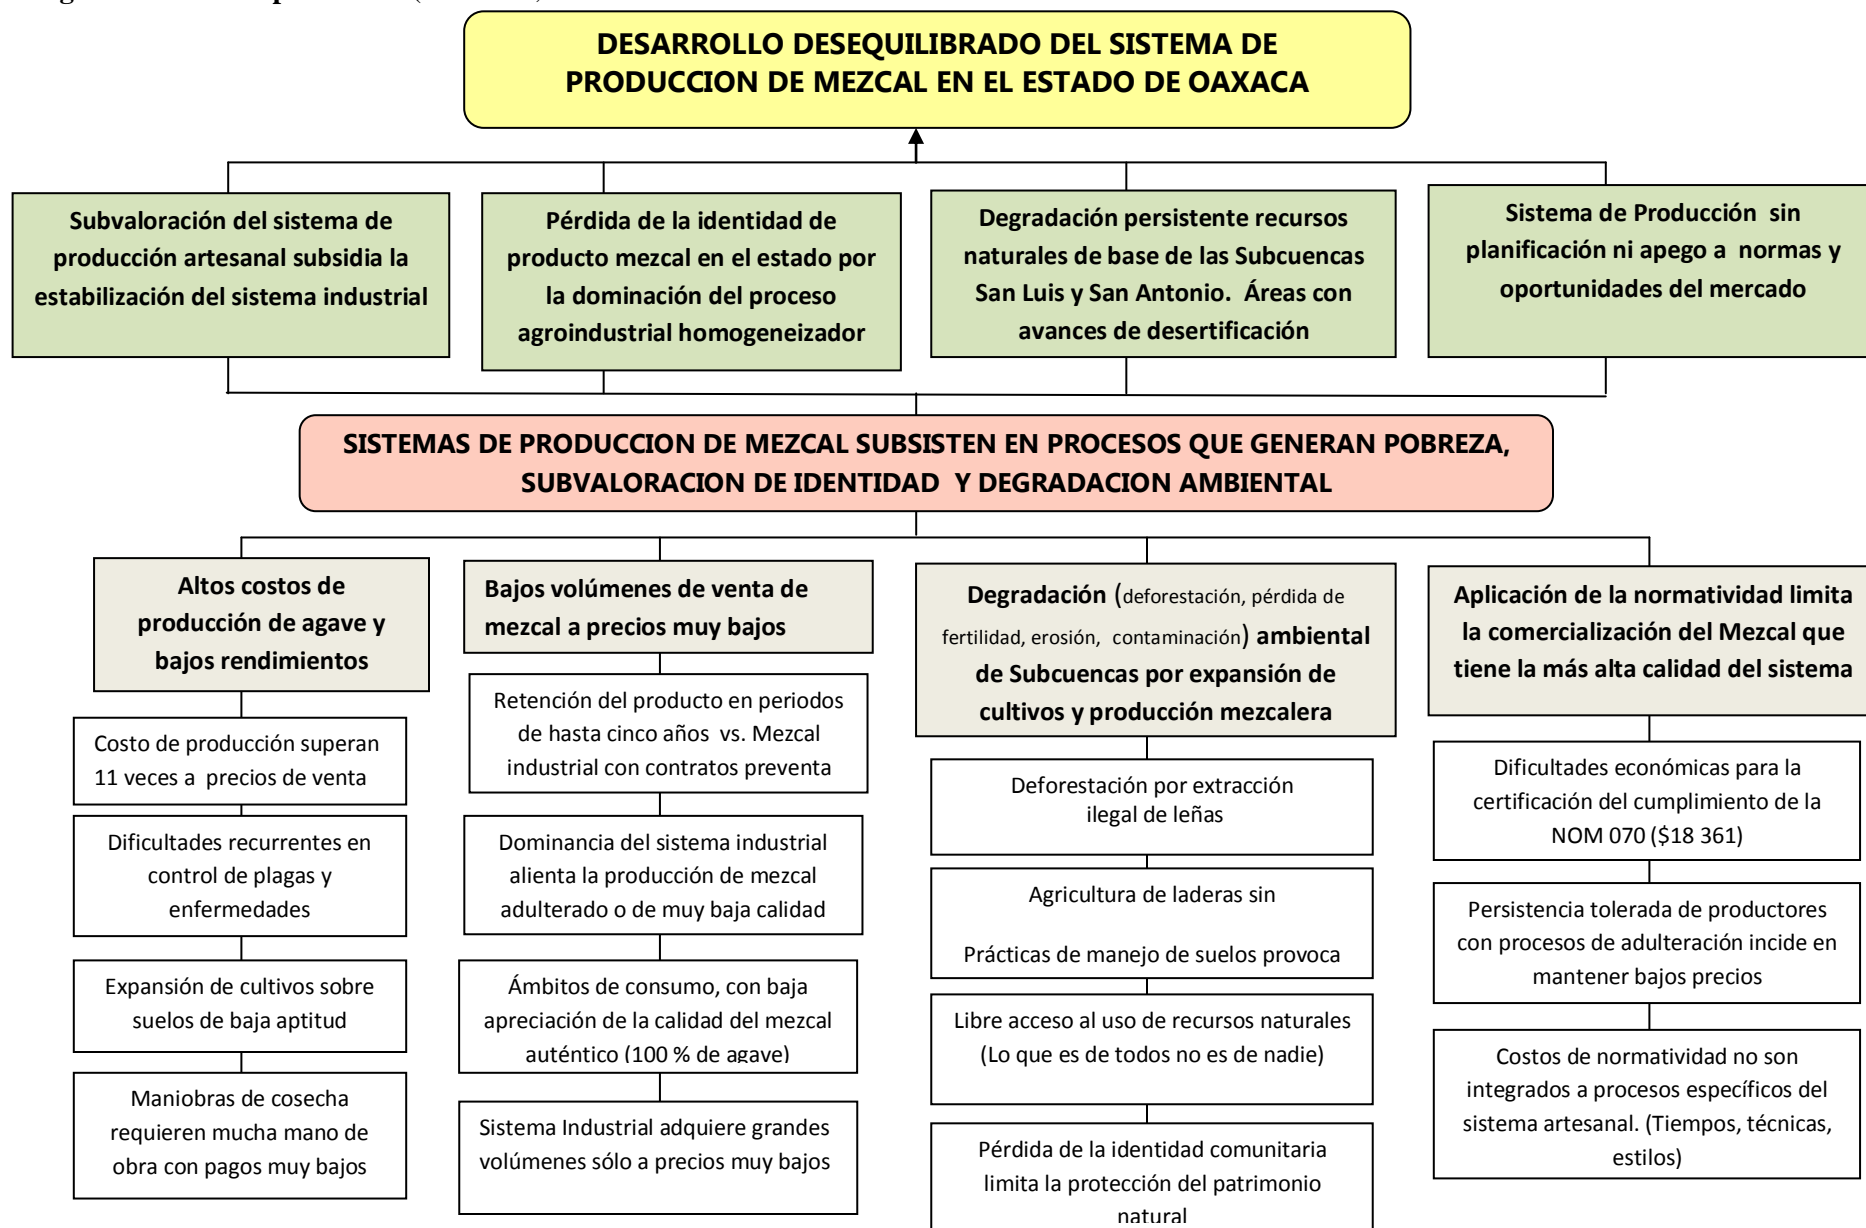 DESARROLLO DESEQUILIBRADO DEL SISTEMA DE
PRODUCCION DE MEZCAL EN EL ESTADO DE OAXACA
Subvaloración del sistema de
producción artesanal subsidia la
estabilización del sistema industrial
Pérdida de la identidad de
producto mezcal en el estado por
la dominación del proceso
agroindustrial homogeneizador
Degradación persistente recursos
naturales de base de las Subcuencas
San Luis y San Antonio. Áreas con
avances de desertificación
Sistema de Producción sin
planificación ni apego a normas y
oportunidades del mercado
SISTEMAS DE PRODUCCION DE MEZCAL SUBSISTEN EN PROCESOS QUE GENERAN POBREZA,
SUBVALORACION DE IDENTIDAD Y DEGRADACION AMBIENTAL
Altos costos de
producción de agave y
bajos rendimientos
Costo de producción superan
11 veces a precios de venta
Dificultades recurrentes en
control de plagas y
enfermedades
Expansión de cultivos sobre
suelos de baja aptitud
Maniobras de cosecha
requieren mucha mano de
obra con pagos muy bajos
Bajos volúmenes de venta de
mezcal a precios muy bajos
Retención del producto en periodos
de hasta cinco años vs. Mezcal
industrial con contratos preventa
Dominancia del sistema industrial
alienta la producción de mezcal
adulterado o de muy baja calidad
Ámbitos de consumo, con baja
apreciación de la calidad del mezcal
auténtico (100 % de agave)
Sistema Industrial adquiere grandes
volúmenes sólo a precios muy bajos
Degradación (deforestación, pérdida de
fertilidad, erosión, contaminación) ambiental
de Subcuencas por expansión de
cultivos y producción mezcalera
Deforestación por extracción
ilegal de leñas
Agricultura de laderas sin
Prácticas de manejo de suelos provoca
Libre acceso al uso de recursos naturales
(Lo que es de todos no es de nadie)
Pérdida de la identidad comunitaria
limita la protección del patrimonio
natural
Aplicación de la normatividad limita
la comercialización del Mezcal que
tiene la más alta calidad del sistema
Dificultades económicas para la
certificación del cumplimiento de la
NOM 070 ($18 361)
Persistencia tolerada de productores
con procesos de adulteración incide en
mantener bajos precios
Costos de normatividad no son
integrados a procesos específicos del
sistema artesanal. (Tiempos, técnicas,
estilos)